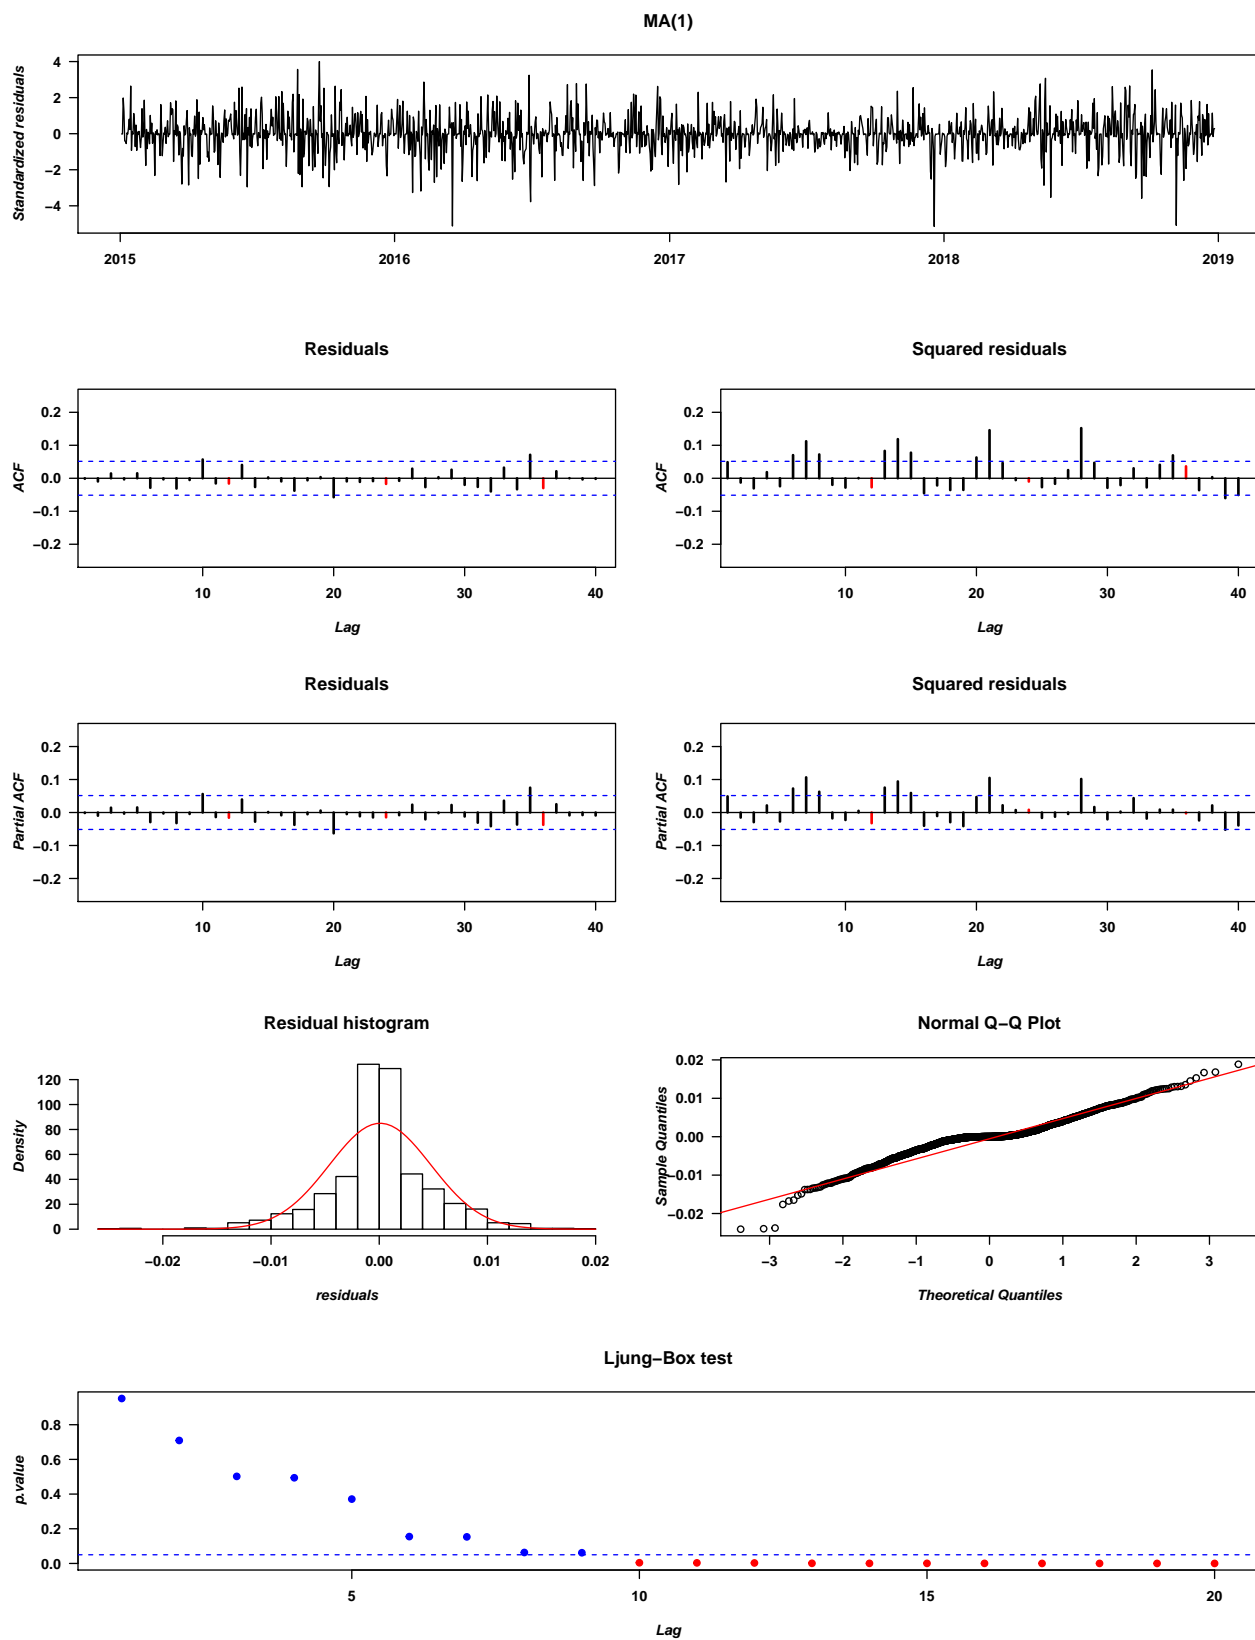 MA(1)
Standardized residuals
4
2
0
−2
−4
2015 2016 2017 2018 2019
Residuals
ACF
0.2
0.1
0.0
−0.1
−0.2
10 20 30 40
Lag
Squared residuals
ACF
0.2
0.1
0.0
−0.1
−0.2
10 20 30 40
Lag
Residuals
Partial ACF
0.2
0.1
0.0
−0.1
−0.2
10 20 30 40
Lag
Squared residuals
Partial ACF
0.2
0.1
0.0
−0.1
−0.2
10 20 30 40
Lag
Residual histogram
Density
120
100
80
60
40
20
0
−0.02 −0.01 0.00 0.01 0.02
residuals
Normal Q−Q Plot
Sample Quantiles
0.02
0.01
0.00
−0.01
−0.02
−3 −2 −1 0 1 2 3
Theoretical Quantiles
Ljung−Box test
p.value
0.8
0.6
0.4
0.2
0.0
5 10 15 20
Lag